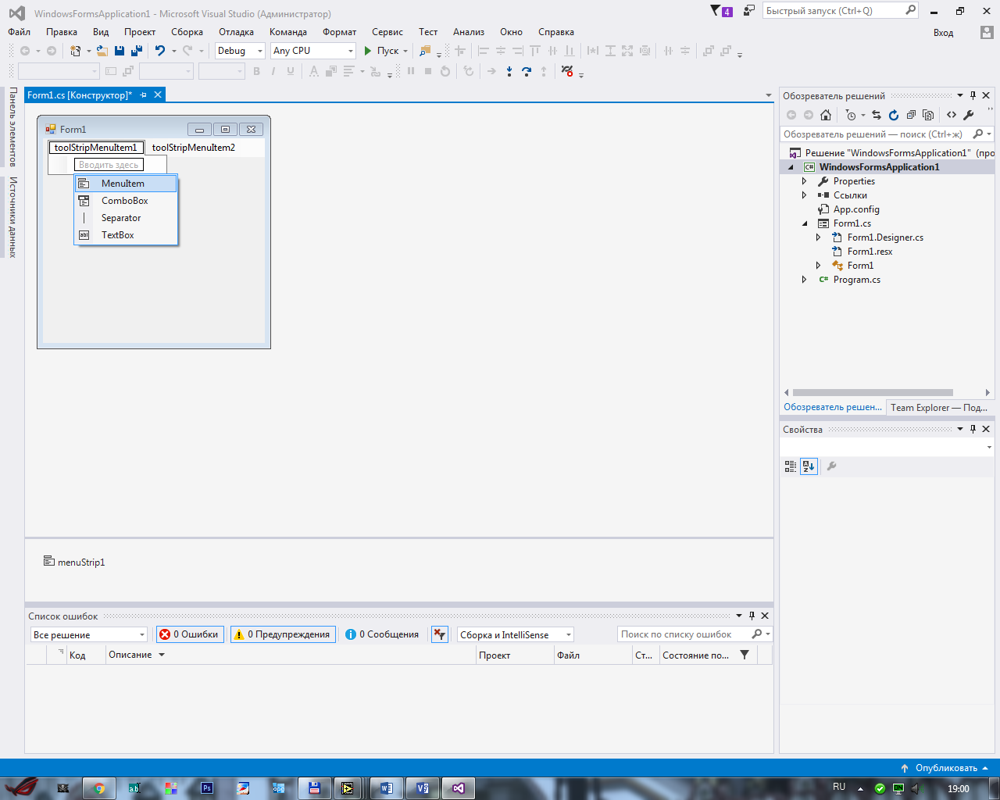 WindowsFormsApplication1 - Microsoft Visual Studio (Администратор)
4
Быстрый запуск (Ctrl+Q)
Файл Правка Вид Проект Сборка Отладка Команда Формат Сервис Тест Анализ Окно Справка
Вход
Debug Any CPU Пуск
Панель элементов
Источники данных
Form1.cs [Конструктор]*
Form1
toolStripMenuItem1 toolStripMenuItem2
Вводить здесь
MenuItem
ComboBox
Separator
TextBox
menuStrip1
Обозреватель решений
Обозреватель решений — поиск (Ctrl+ж)
Решение "WindowsFormsApplication1" (про
WindowsFormsApplication1
Properties
Ссылки
App.config
Form1.cs
Form1.Designer.cs
Form1.resx
Form1
Program.cs
Обозреватель решен... Team Explorer — Под...
Свойства
Список ошибок
Все решение 0 Ошибки 0 Предупреждения 0 Сообщения Сборка и IntelliSense Поиск по списку ошибок
Код Описание Проект Файл Ст... Состояние по...
Опубликовать
RU 19:00